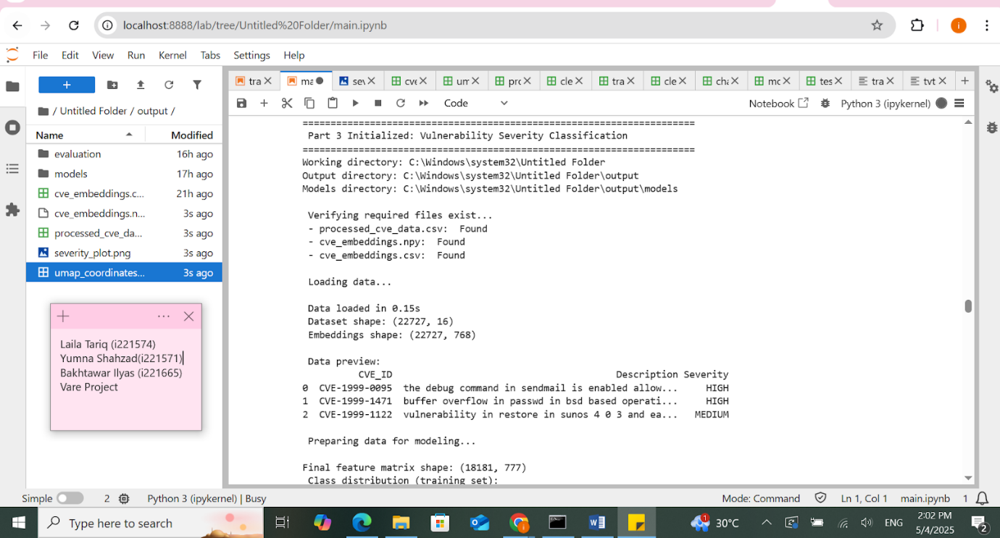 localhost:8888/lab/tree/Untitled%20Folder/main.ipynb
File Edit View Run Kernel Tabs Settings Help
+
/ Untitled Folder / output /
Name Modified
evaluation 16h ago
models 17h ago
cve_embeddings.c... 21h ago
cve_embeddings.n... 3s ago
processed_cve_da... 3s ago
severity_plot.png 3s ago
umap_coordinates... 3s ago
Laila Tariq (i221574)
Yumna Shahzad(i221571)
Bakhtawar Ilyas (i221665)
Vare Project
tra ma sev cve um pro cle tra cle cha mo tes tra tvt
Code Notebook Python 3 (ipykernel)
======================================================================
Part 3 Initialized: Vulnerability Severity Classification
======================================================================
Working directory: C:\Windows\system32\Untitled Folder
Output directory: C:\Windows\system32\Untitled Folder\output
Models directory: C:\Windows\system32\Untitled Folder\output\models
Verifying required files exist...
- processed_cve_data.csv: Found
- cve_embeddings.npy: Found
- cve_embeddings.csv: Found
Loading data...
Data loaded in 0.15s
Dataset shape: (22727, 16)
Embeddings shape: (22727, 768)
Data preview:
CVE_ID Description Severity
0 CVE-1999-0095 the debug command in sendmail is enabled allow... HIGH
1 CVE-1999-1471 buffer overflow in passwd in bsd based operati... HIGH
2 CVE-1999-1122 vulnerability in restore in sunos 4 0 3 and ea... MEDIUM
Preparing data for modeling...
Final feature matrix shape: (18181, 777)
Class distribution (training set):
Simple 2 Python 3 (ipykernel) | Busy Mode: Command Ln 1, Col 1 main.ipynb 1
Type here to search 1 30°C ENG 2:02 PM
5/4/2025 2